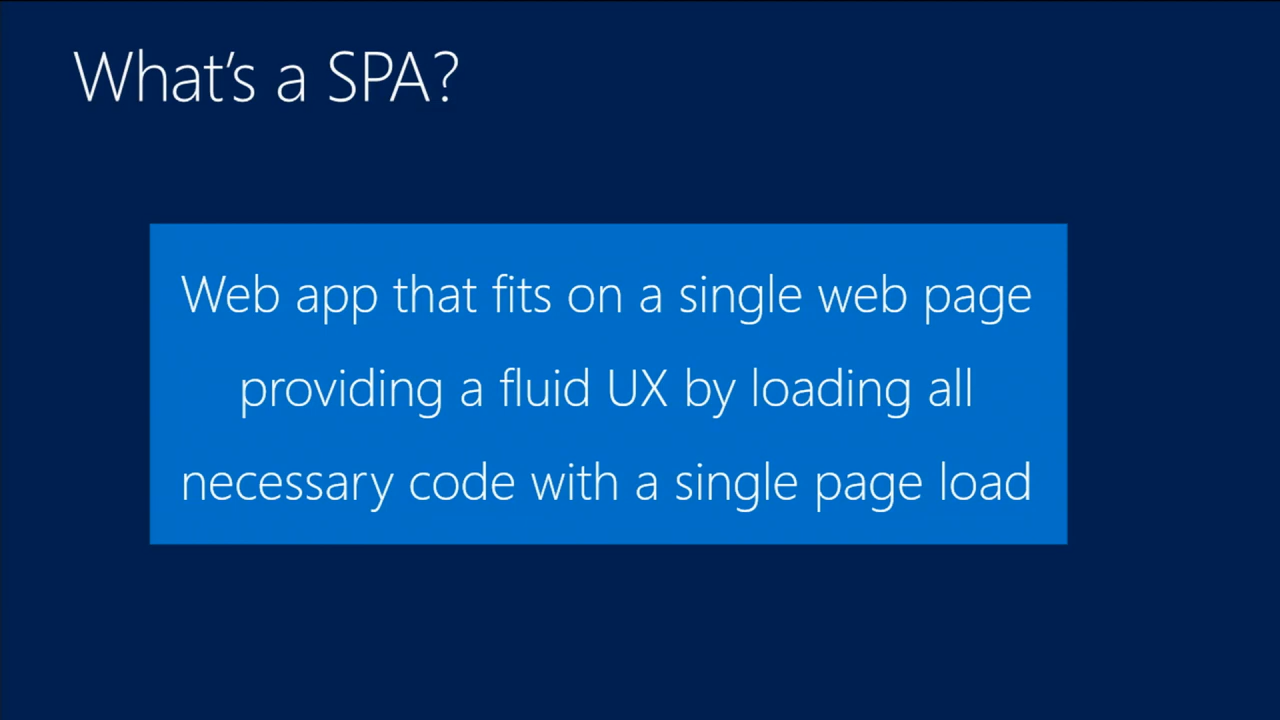 What's a SPA?
Web app that fits on a single web page
providing a fluid UX by loading all
necessary code with a single page load